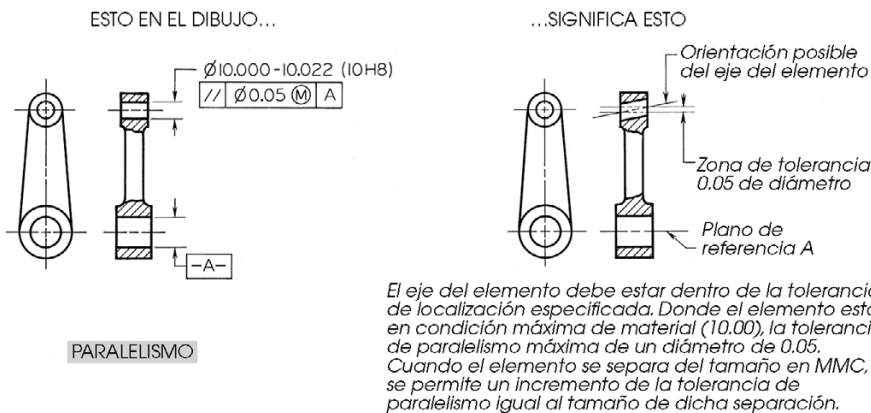 ESTO EN EL DIBUJO...
...SIGNIFICA ESTO
Ø10.000-10.022 (10H8)
// Ø0.05 Ⓜ A
-A-
PARALELISMO
Orientación posible
del eje del elemento
Zona de tolerancia
0.05 de diámetro
Plano de
referencia A
El eje del elemento debe estar dentro de la tolerancia
de localización especificada. Donde el elemento esta
en condición máxima de material (10.00), la toleranci
de paralelismo máxima de un diámetro de 0.05.
Cuando el elemento se separa del tamaño en MMC,
se permite un incremento de la tolerancia de
paralelismo igual al tamaño de dicha separación.